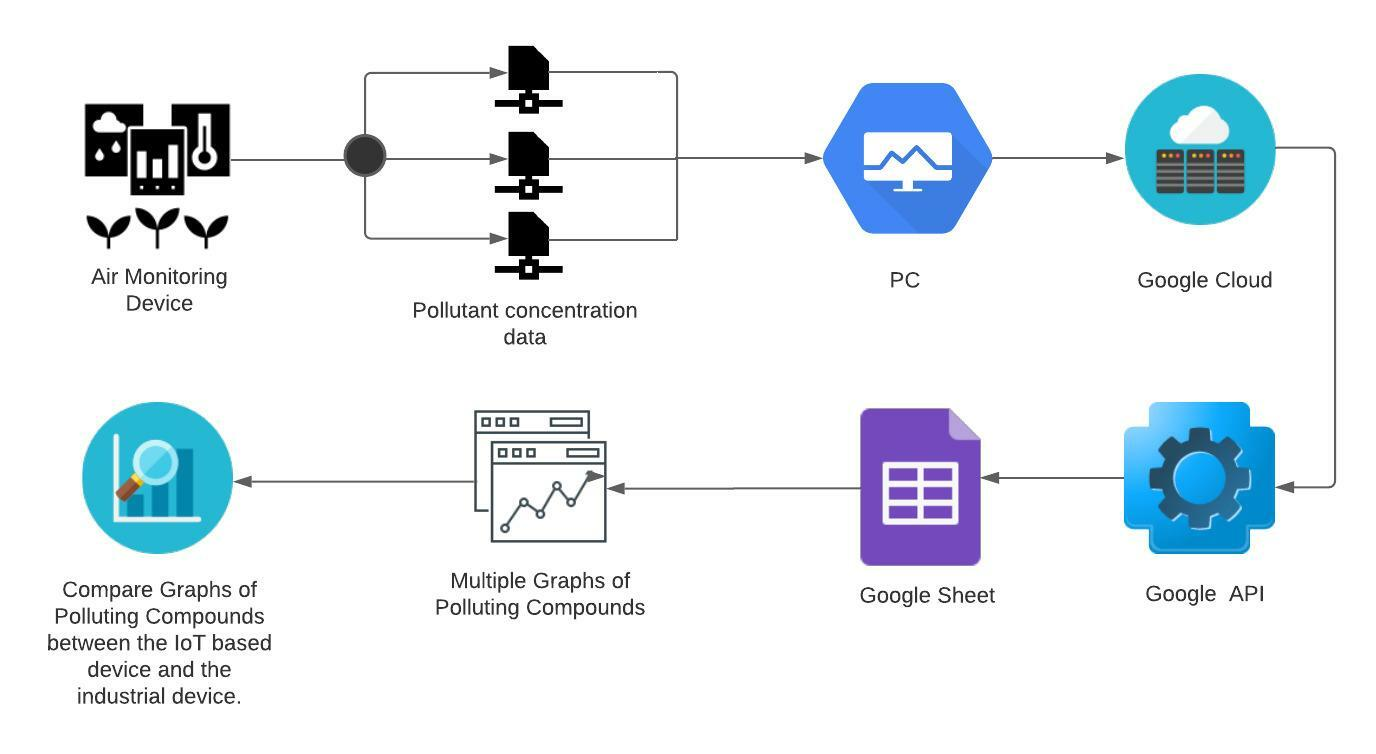 Air Monitoring
Device
Pollutant concentration
data
PC
Google Cloud
Compare Graphs of
Polluting Compounds
between the IoT based
device and the
industrial device.
Multiple Graphs of
Polluting Compounds
Google Sheet
Google  API